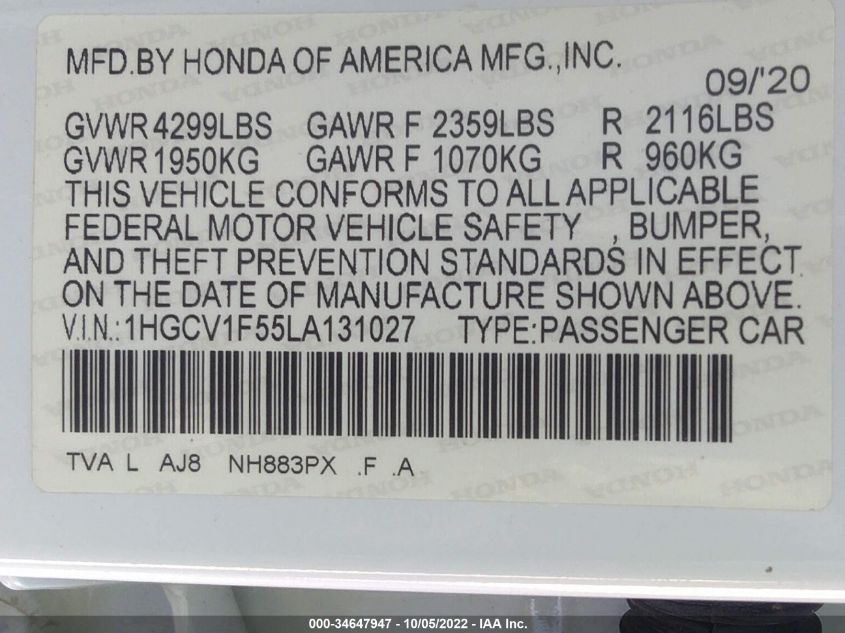 MFD.BY HONDA OF AMERICA MFG.,INC.
09/'20
GVWR 4299LBS GAWR F 2359LBS R 2116LBS
GVWR 1950KG GAWR F 1070KG R 960KG
THIS VEHICLE CONFORMS TO ALL APPLICABLE
FEDERAL MOTOR VEHICLE SAFETY , BUMPER,
AND THEFT PREVENTION STANDARDS IN EFFECT
ON THE DATE OF MANUFACTURE SHOWN ABOVE.
V.I.N.:1HGCV1F55LA131027 TYPE:PASSENGER CAR
TVA L AJ8 NH883PX .F .A
000-34647947 - 10/05/2022 - IAA Inc.